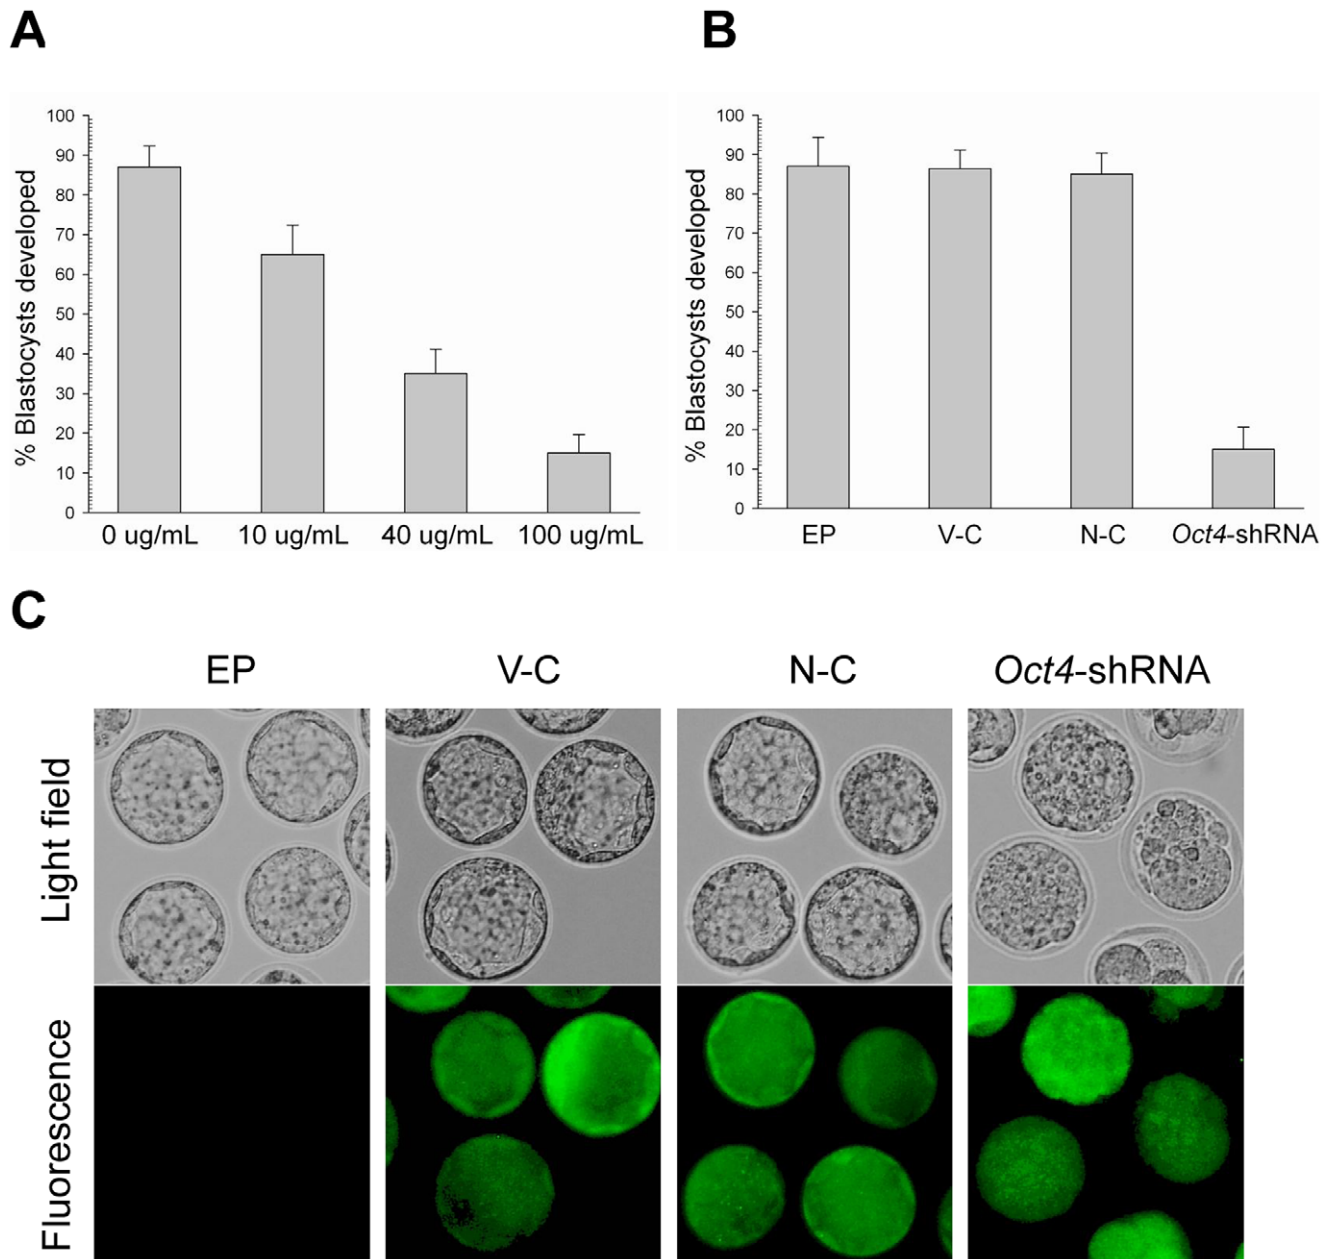 A
B
% Blastocysts developed
100
90
80
70
60
50
40
30
20
10
0
0 ug/mL 10 ug/mL 40 ug/mL 100 ug/mL
% Blastocysts developed
100
90
80
70
60
50
40
30
20
10
0
EP V-C N-C Oct4-shRNA
C
EP V-C N-C Oct4-shRNA
Light field
Fluorescence